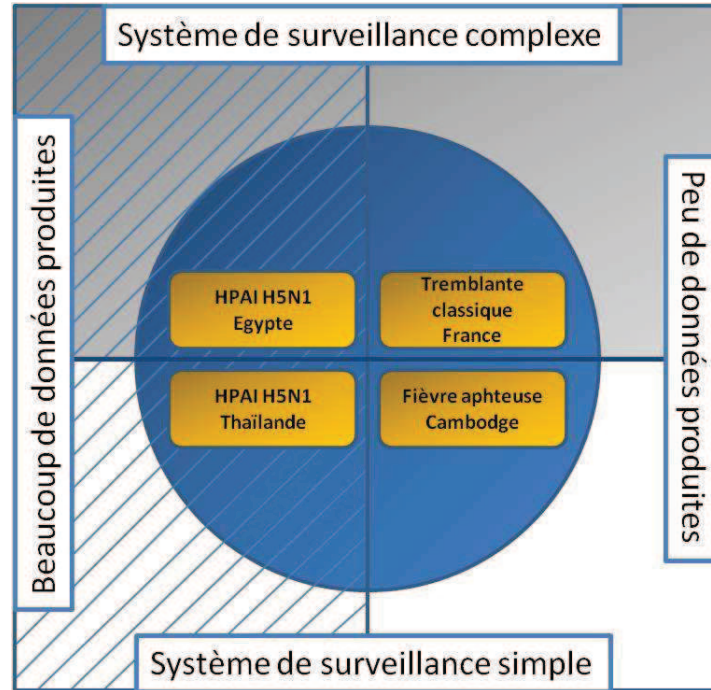 Système de surveillance complexe
Beaucoup de données produites
Peu de données produites
HPAI H5N1
Egypte
Tremblante
classique
France
HPAI H5N1
Thaïlande
Fièvre aphteuse
Cambodge
Système de surveillance simple